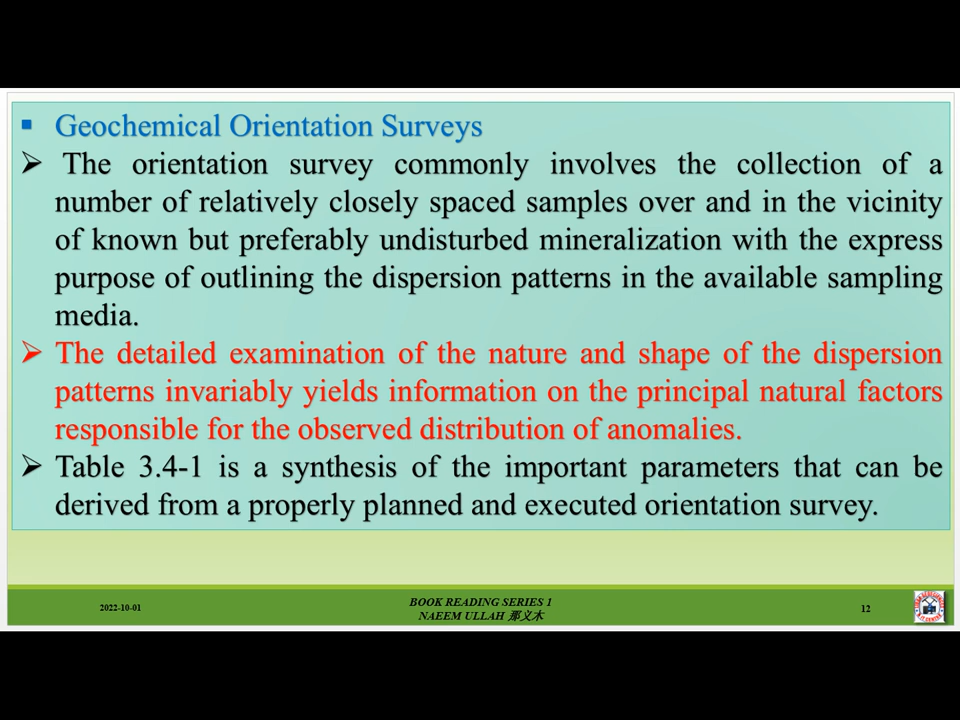 ▪ Geochemical Orientation Surveys
➢ The orientation survey commonly involves the collection of a
number of relatively closely spaced samples over and in the vicinity
of known but preferably undisturbed mineralization with the express
purpose of outlining the dispersion patterns in the available sampling
media.
➢ The detailed examination of the nature and shape of the dispersion
patterns invariably yields information on the principal natural factors
responsible for the observed distribution of anomalies.
➢ Table 3.4-1 is a synthesis of the important parameters that can be
derived from a properly planned and executed orientation survey.
2022-10-01
BOOK READING SERIES 1
NAEEM ULLAH 那义木
12